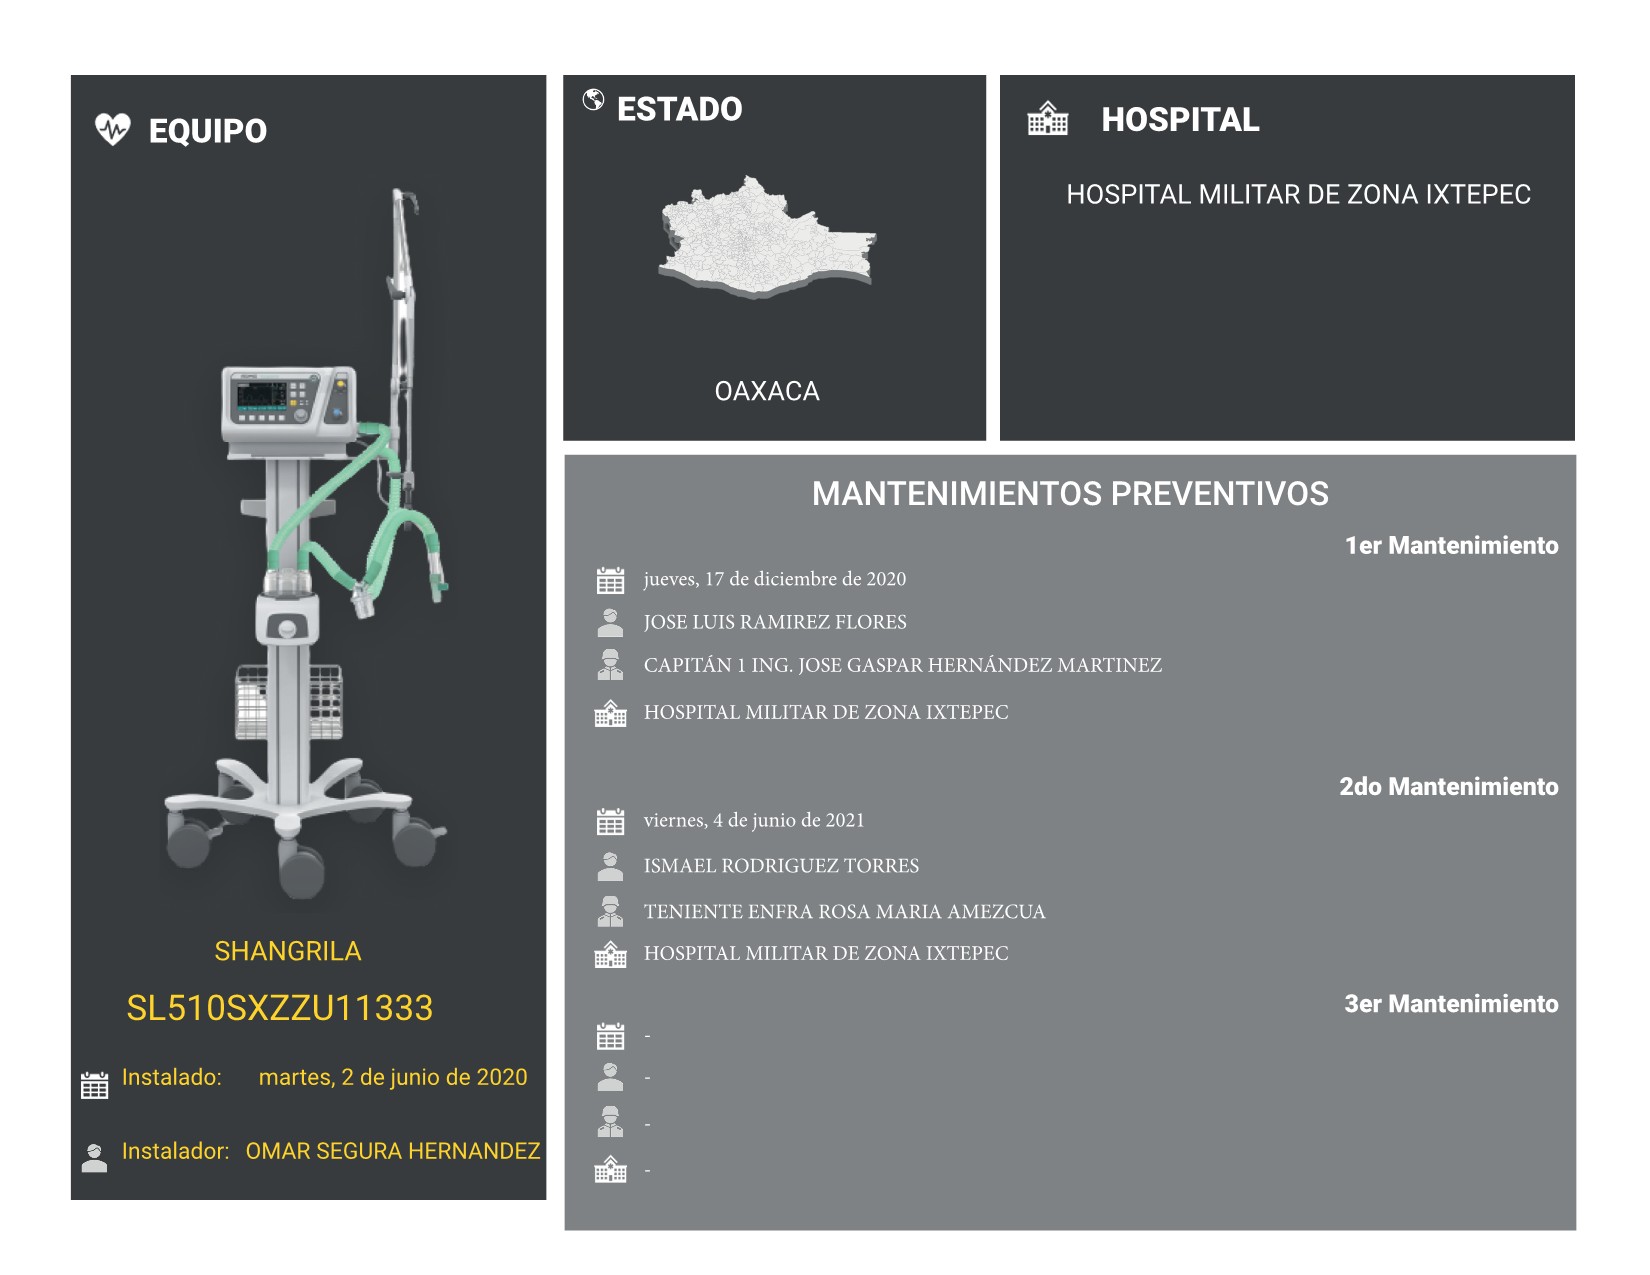 EQUIPO
SHANGRILA
SL510SXZZU11333
Instalado: martes, 2 de junio de 2020
Instalador: OMAR SEGURA HERNANDEZ
ESTADO
OAXACA
HOSPITAL
HOSPITAL MILITAR DE ZONA IXTEPEC
MANTENIMIENTOS PREVENTIVOS
1er Mantenimiento
jueves, 17 de diciembre de 2020
JOSE LUIS RAMIREZ FLORES
CAPITÁN 1 ING. JOSE GASPAR HERNÁNDEZ MARTINEZ
HOSPITAL MILITAR DE ZONA IXTEPEC
2do Mantenimiento
viernes, 4 de junio de 2021
ISMAEL RODRIGUEZ TORRES
TENIENTE ENFRA ROSA MARIA AMEZCUA
HOSPITAL MILITAR DE ZONA IXTEPEC
3er Mantenimiento
-
-
-
-